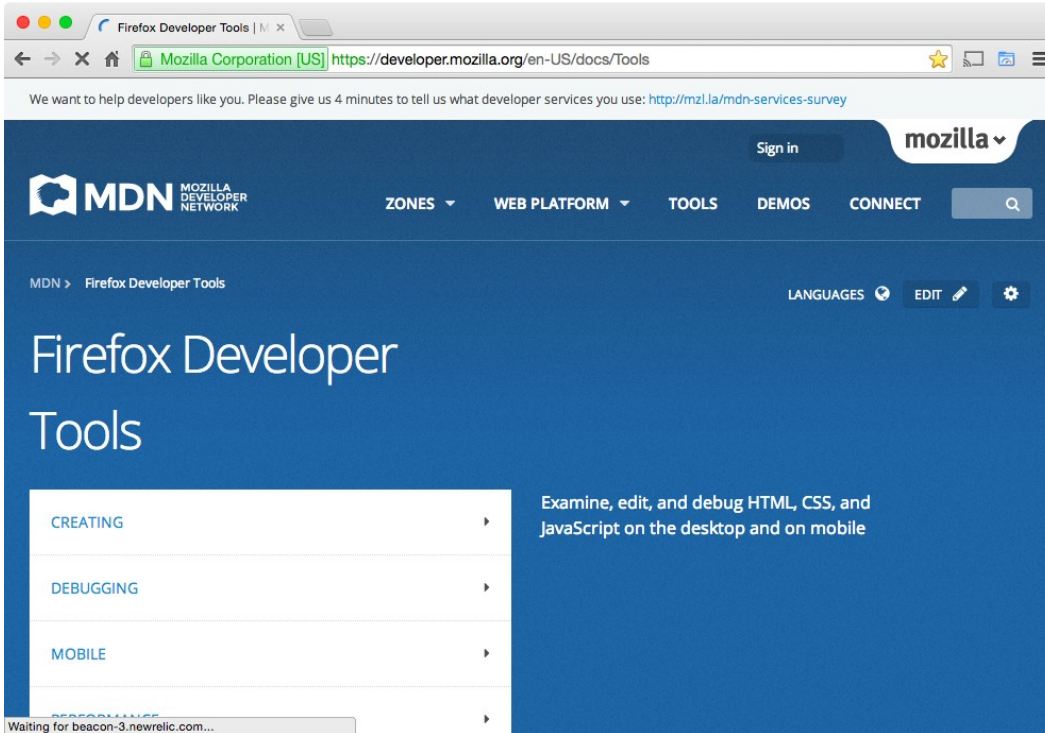 Firefox Developer Tools | M
Mozilla Corporation [US] https://developer.mozilla.org/en-US/docs/Tools
We want to help developers like you. Please give us 4 minutes to tell us what developer services you use: http://mzl.la/mdn-services-survey
Sign in
mozilla
MDN MOZILLA DEVELOPER NETWORK
ZONES WEB PLATFORM TOOLS DEMOS CONNECT
MDN > Firefox Developer Tools
LANGUAGES EDIT
Firefox Developer
Tools
CREATING
DEBUGGING
MOBILE
PERFORMANCE
Examine, edit, and debug HTML, CSS, and
JavaScript on the desktop and on mobile
Waiting for beacon-3.newrelic.com...